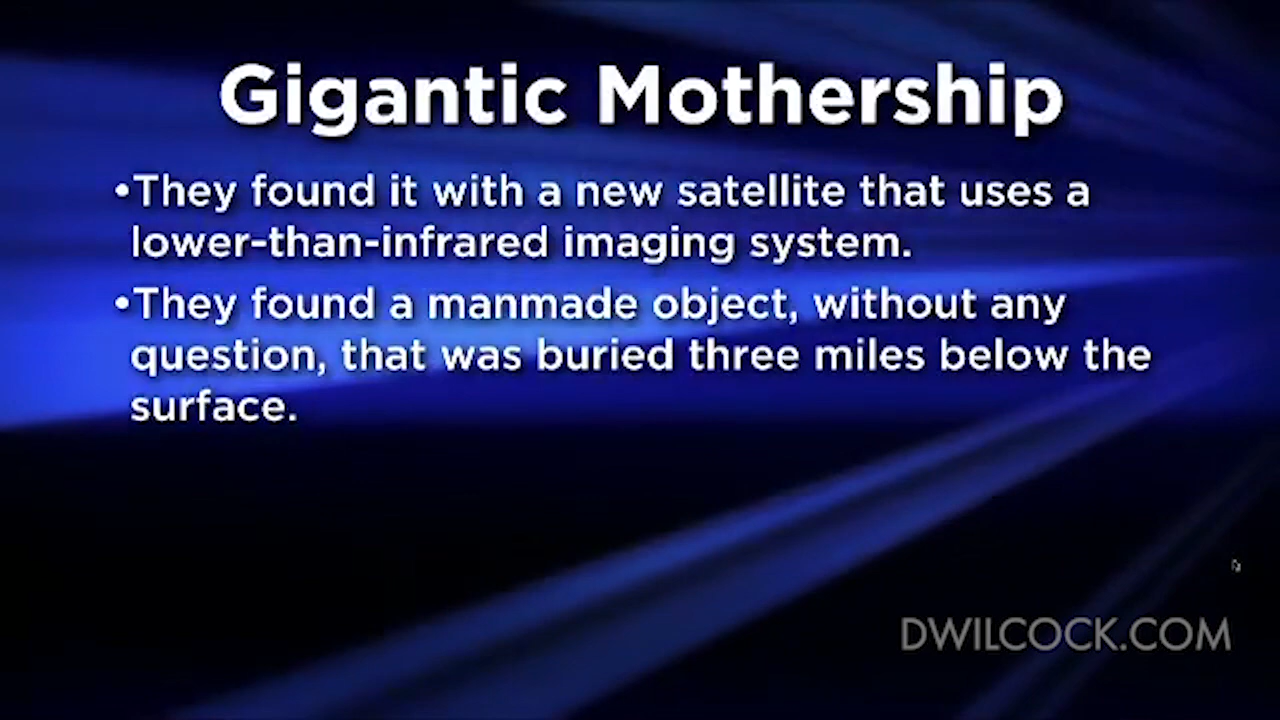 Gigantic Mothership
•They found it with a new satellite that uses a
lower-than-infrared imaging system.
•They found a manmade object, without any
question, that was buried three miles below the
surface.
DWILCOCK.COM